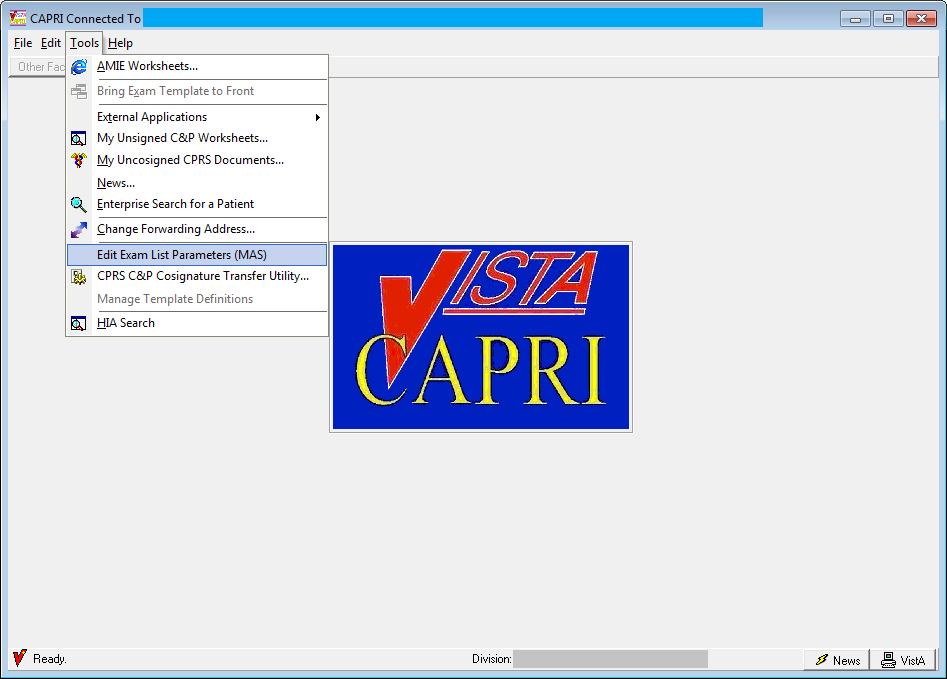 CAPRI Connected To
File Edit Tools Help
Other Fac
AMIE Worksheets...
Bring Exam Template to Front
External Applications
My Unsigned C&P Worksheets...
My Uncosigned CPRS Documents...
News...
Enterprise Search for a Patient
Change Forwarding Address...
Edit Exam List Parameters (MAS)
CPRS C&P Cosignature Transfer Utility...
Manage Template Definitions
HIA Search
VISTA
CAPRI
Ready. Division: News VistA